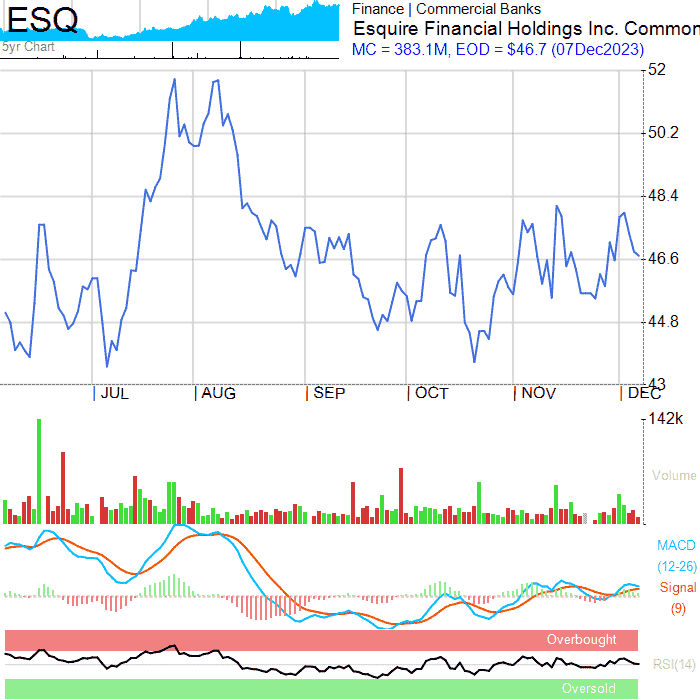 ESQ
5yr Chart
Finance | Commercial Banks
Esquire Financial Holdings Inc. Common
MC = 383.1M, EOD = $46.7 (07Dec2023)
52
50.2
48.4
46.6
44.8
43
JUL AUG SEP OCT NOV DEC
142k
Volume
MACD
(12-26)
Signal
(9)
Overbought
RSI(14)
Oversold